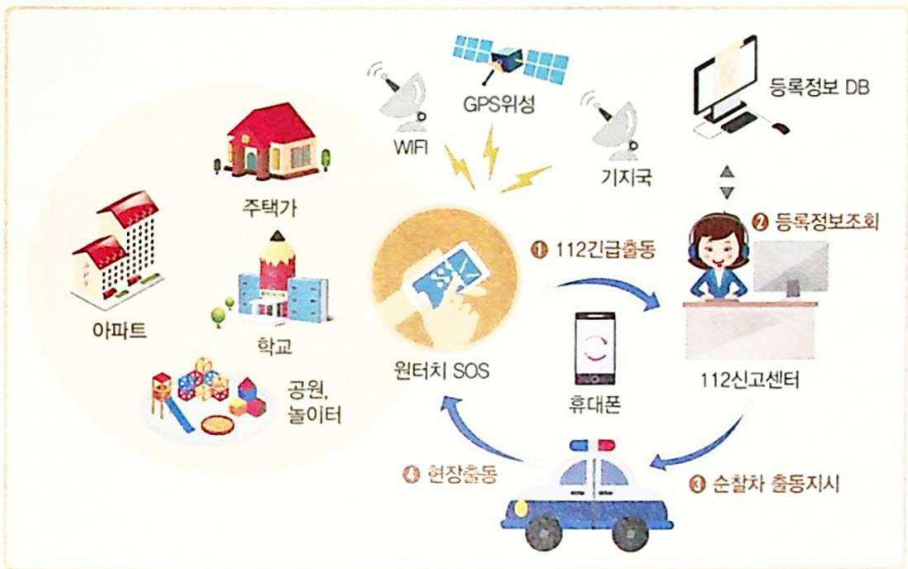 GPS위성
WIFI
기지국
등록정보 DB
주택가
아파트
학교
공원,
놀이터
원터치 SOS
❶ 112긴급출동
❷ 등록정보조회
휴대폰
112신고센터
❸ 순찰차 출동지시
❹ 현장출동